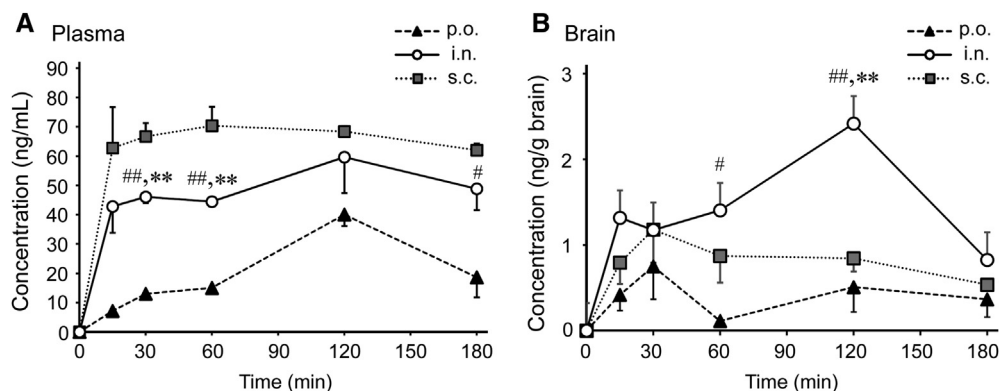 A Plasma
p.o.
i.n.
s.c.
Concentration (ng/mL)
90
80
70
60
50
40
30
20
10
0
##,**
##,**
#
0 30 60 90 120 150 180
Time (min)
B Brain
p.o.
i.n.
s.c.
Concentration (ng/g brain)
3
2
1
0
#
##,**
0 30 60 90 120 150 180
Time (min)